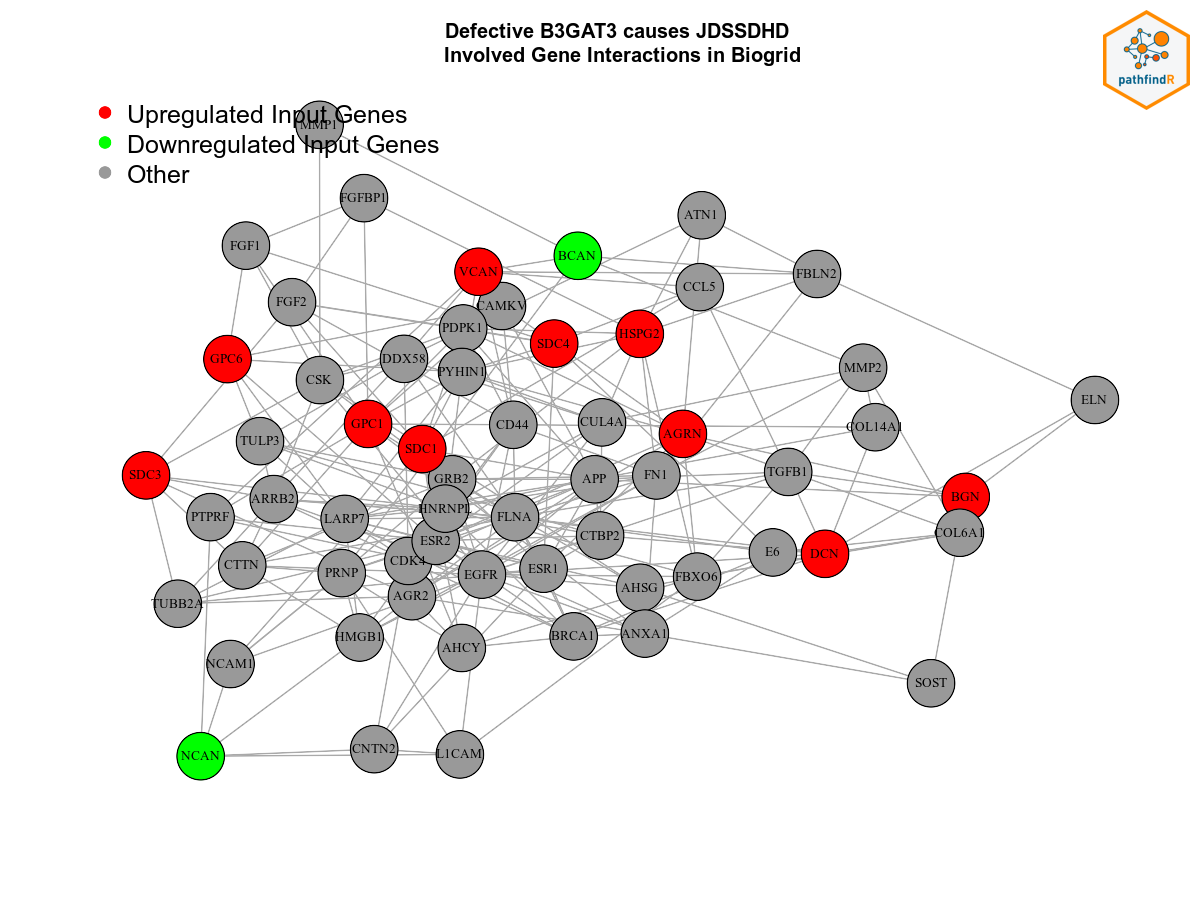 Defective B3GAT3 causes JDSSDHD
Involved Gene Interactions in Biogrid
pathfindR
Upregulated Input Genes
Downregulated Input Genes
Other
MMP1
FGFBP1
ATN1
FGF1
BCAN
VCAN
FBLN2
CCL5
FGF2
CAMKV
PDPK1
HSPG2
SDC4
GPC6
DDX58
MMP2
PYHIN1
CSK
ELN
GPC1
CD44
CUL4A
COL14A1
AGRN
TULP3
SDC1
SDC3
GRB2
APP
FN1
TGFB1
BGN
ARRB2
HNRNPL
PTPRF
LARP7
FLNA
COL6A1
ESR2
CTBP2
E6
DCN
CDK4
CTTN
PRNP
EGFR
ESR1
FBXO6
AHSG
AGR2
TUBB2A
HMGB1
BRCA1
ANXA1
AHCY
NCAM1
SOST
CNTN2
L1CAM
NCAN